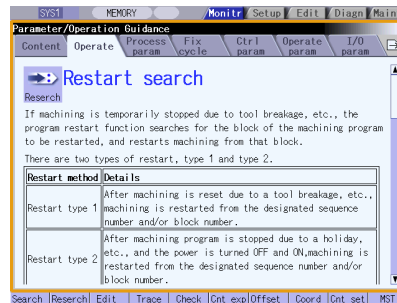 SYS1 MEMORY Monitr Setup Edit Diagn Main
Parameter/Operation Guidance
Content Operate Process param Fix cycle Ctrl param Operate param I/O param
Restart search
Reserch
If machining is temporarily stopped due to tool breakage, etc., the
program restart function searches for the block of the machining program
to be restarted, and restarts machining from that block.
There are two types of restart, type 1 and type 2.
Restart method Details
Restart type 1 After machining is reset due to a tool breakage, etc.,
machining is restarted from the designated sequence
number and/or block number.
Restart type 2 After machining program is stopped due to a holiday,
etc., and the power is turned OFF and ON,machining is
restarted from the designated sequence number and/or
block number.
Search Reserch Edit Trace Check Cnt exp Offset Coord Cnt set MST